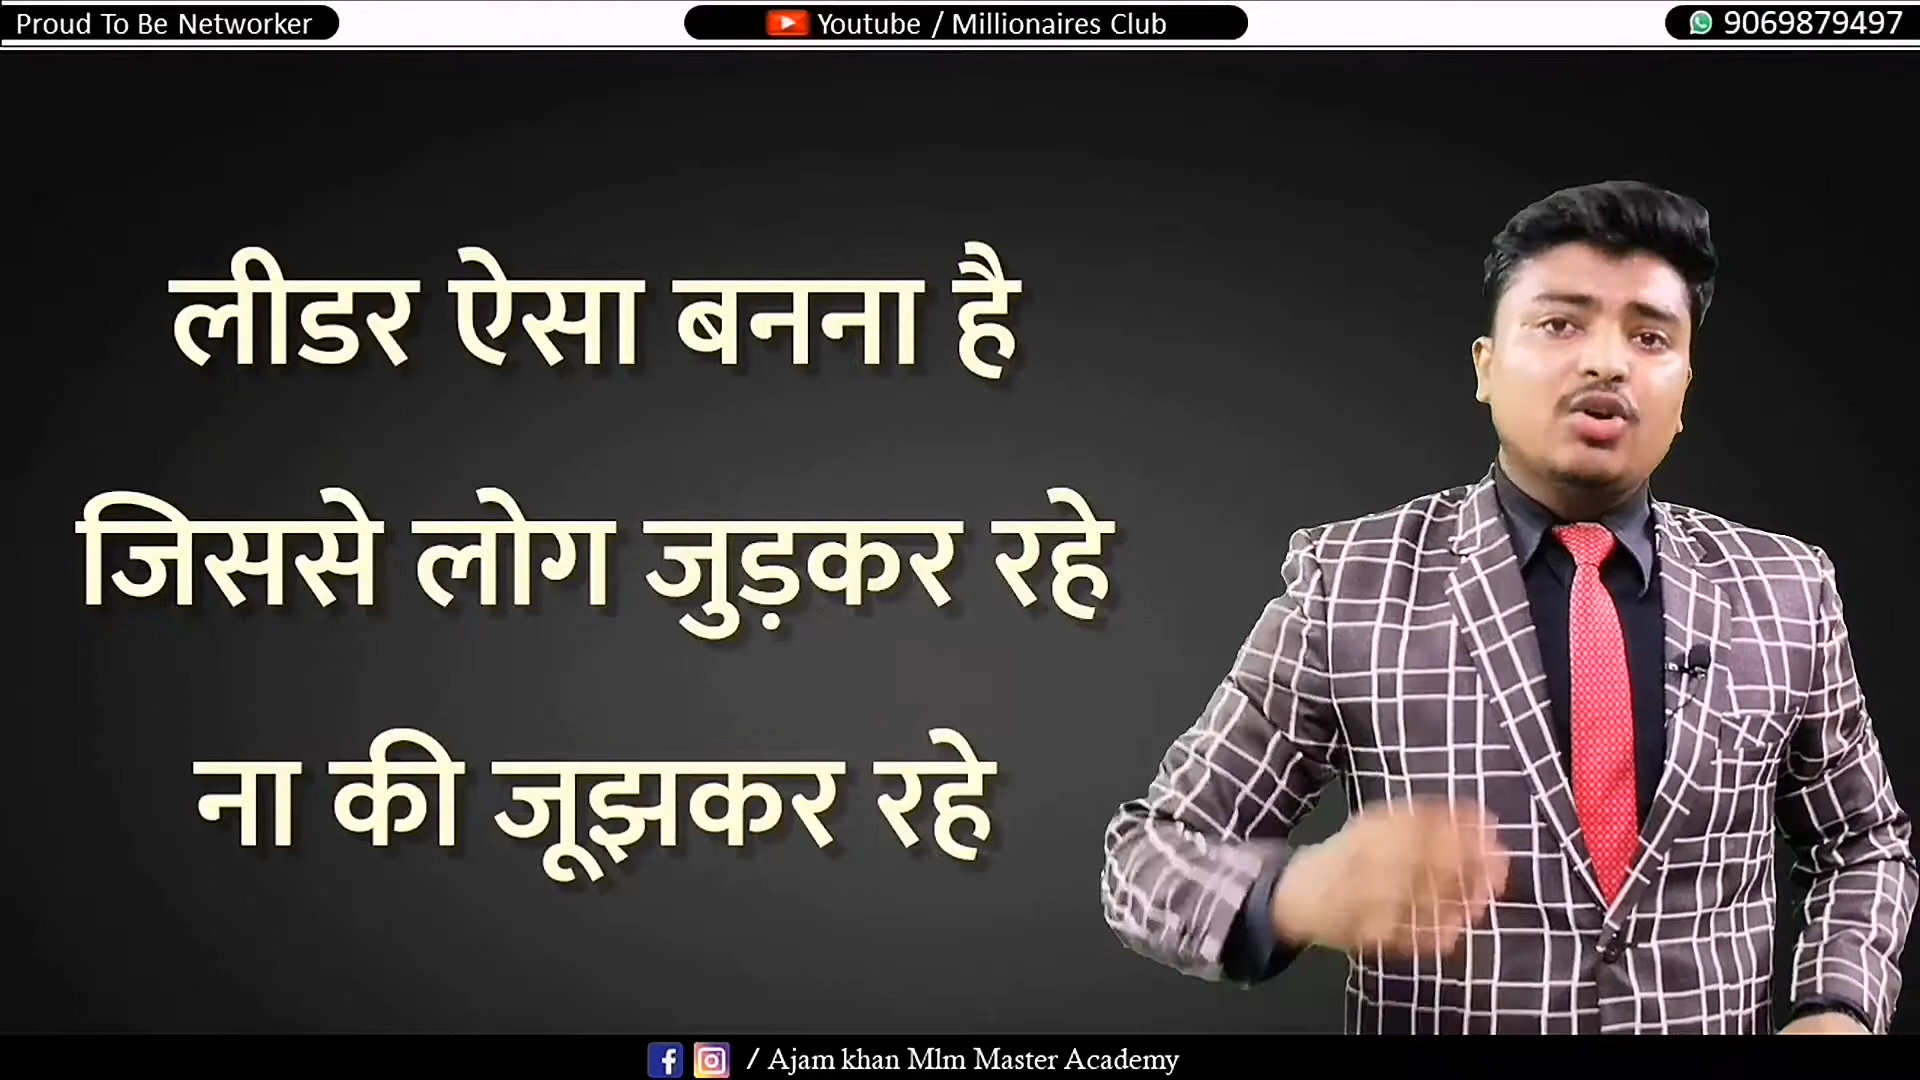 Proud To Be Networker
Youtube / Millionaires Club
9069879497
लीडर ऐसा बनना है
जिससे लोग जुड़कर रहे
ना की जूझकर रहे
/ Ajam khan Mlm Master Academy